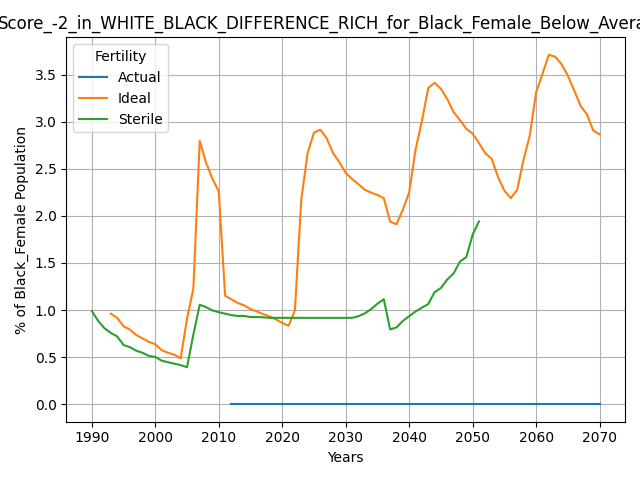 Score_-2_in_WHITE_BLACK_DIFFERENCE_RICH_for_Black_Female_Below_Avera
Fertility
Actual
Ideal
Sterile
% of Black_Female Population
3.5
3.0
2.5
2.0
1.5
1.0
0.5
0.0
1990 2000 2010 2020 2030 2040 2050 2060 2070
Years